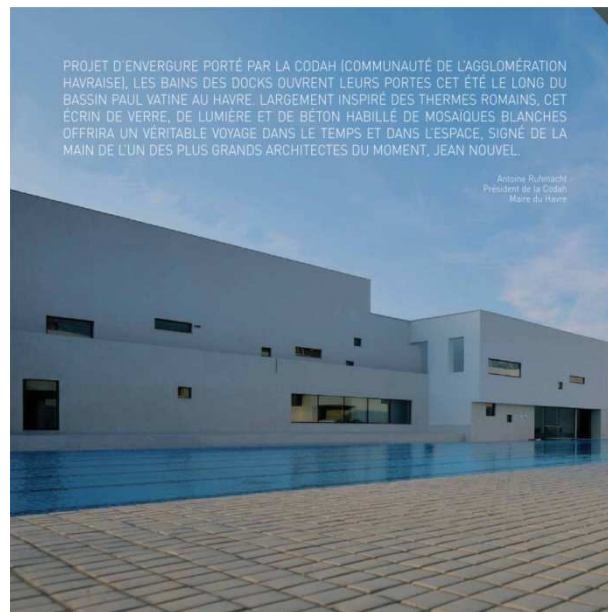 PROJET D'ENVERGURE PORTÉ PAR LA CODAH (COMMUNAUTÉ DE L'AGGLOMÉRATION
HAVRAISE), LES BAINS DES DOCKS OUVRENT LEURS PORTES CET ÉTÉ LE LONG DU
BASSIN PAUL VATINE AU HAVRE. LARGEMENT INSPIRÉ DES THERMES ROMAINS, CET
ÉCRIN DE VERRE, DE LUMIÈRE ET DE BÉTON HABILLÉ DE MOSAÏQUES BLANCHES
OFFRIRA UN VÉRITABLE VOYAGE DANS LE TEMPS ET DANS L'ESPACE, SIGNÉ DE LA
MAIN DE L'UN DES PLUS GRANDS ARCHITECTES DU MOMENT, JEAN NOUVEL.
Antoine Rufenacht
Président de la Codah
Maire du Havre